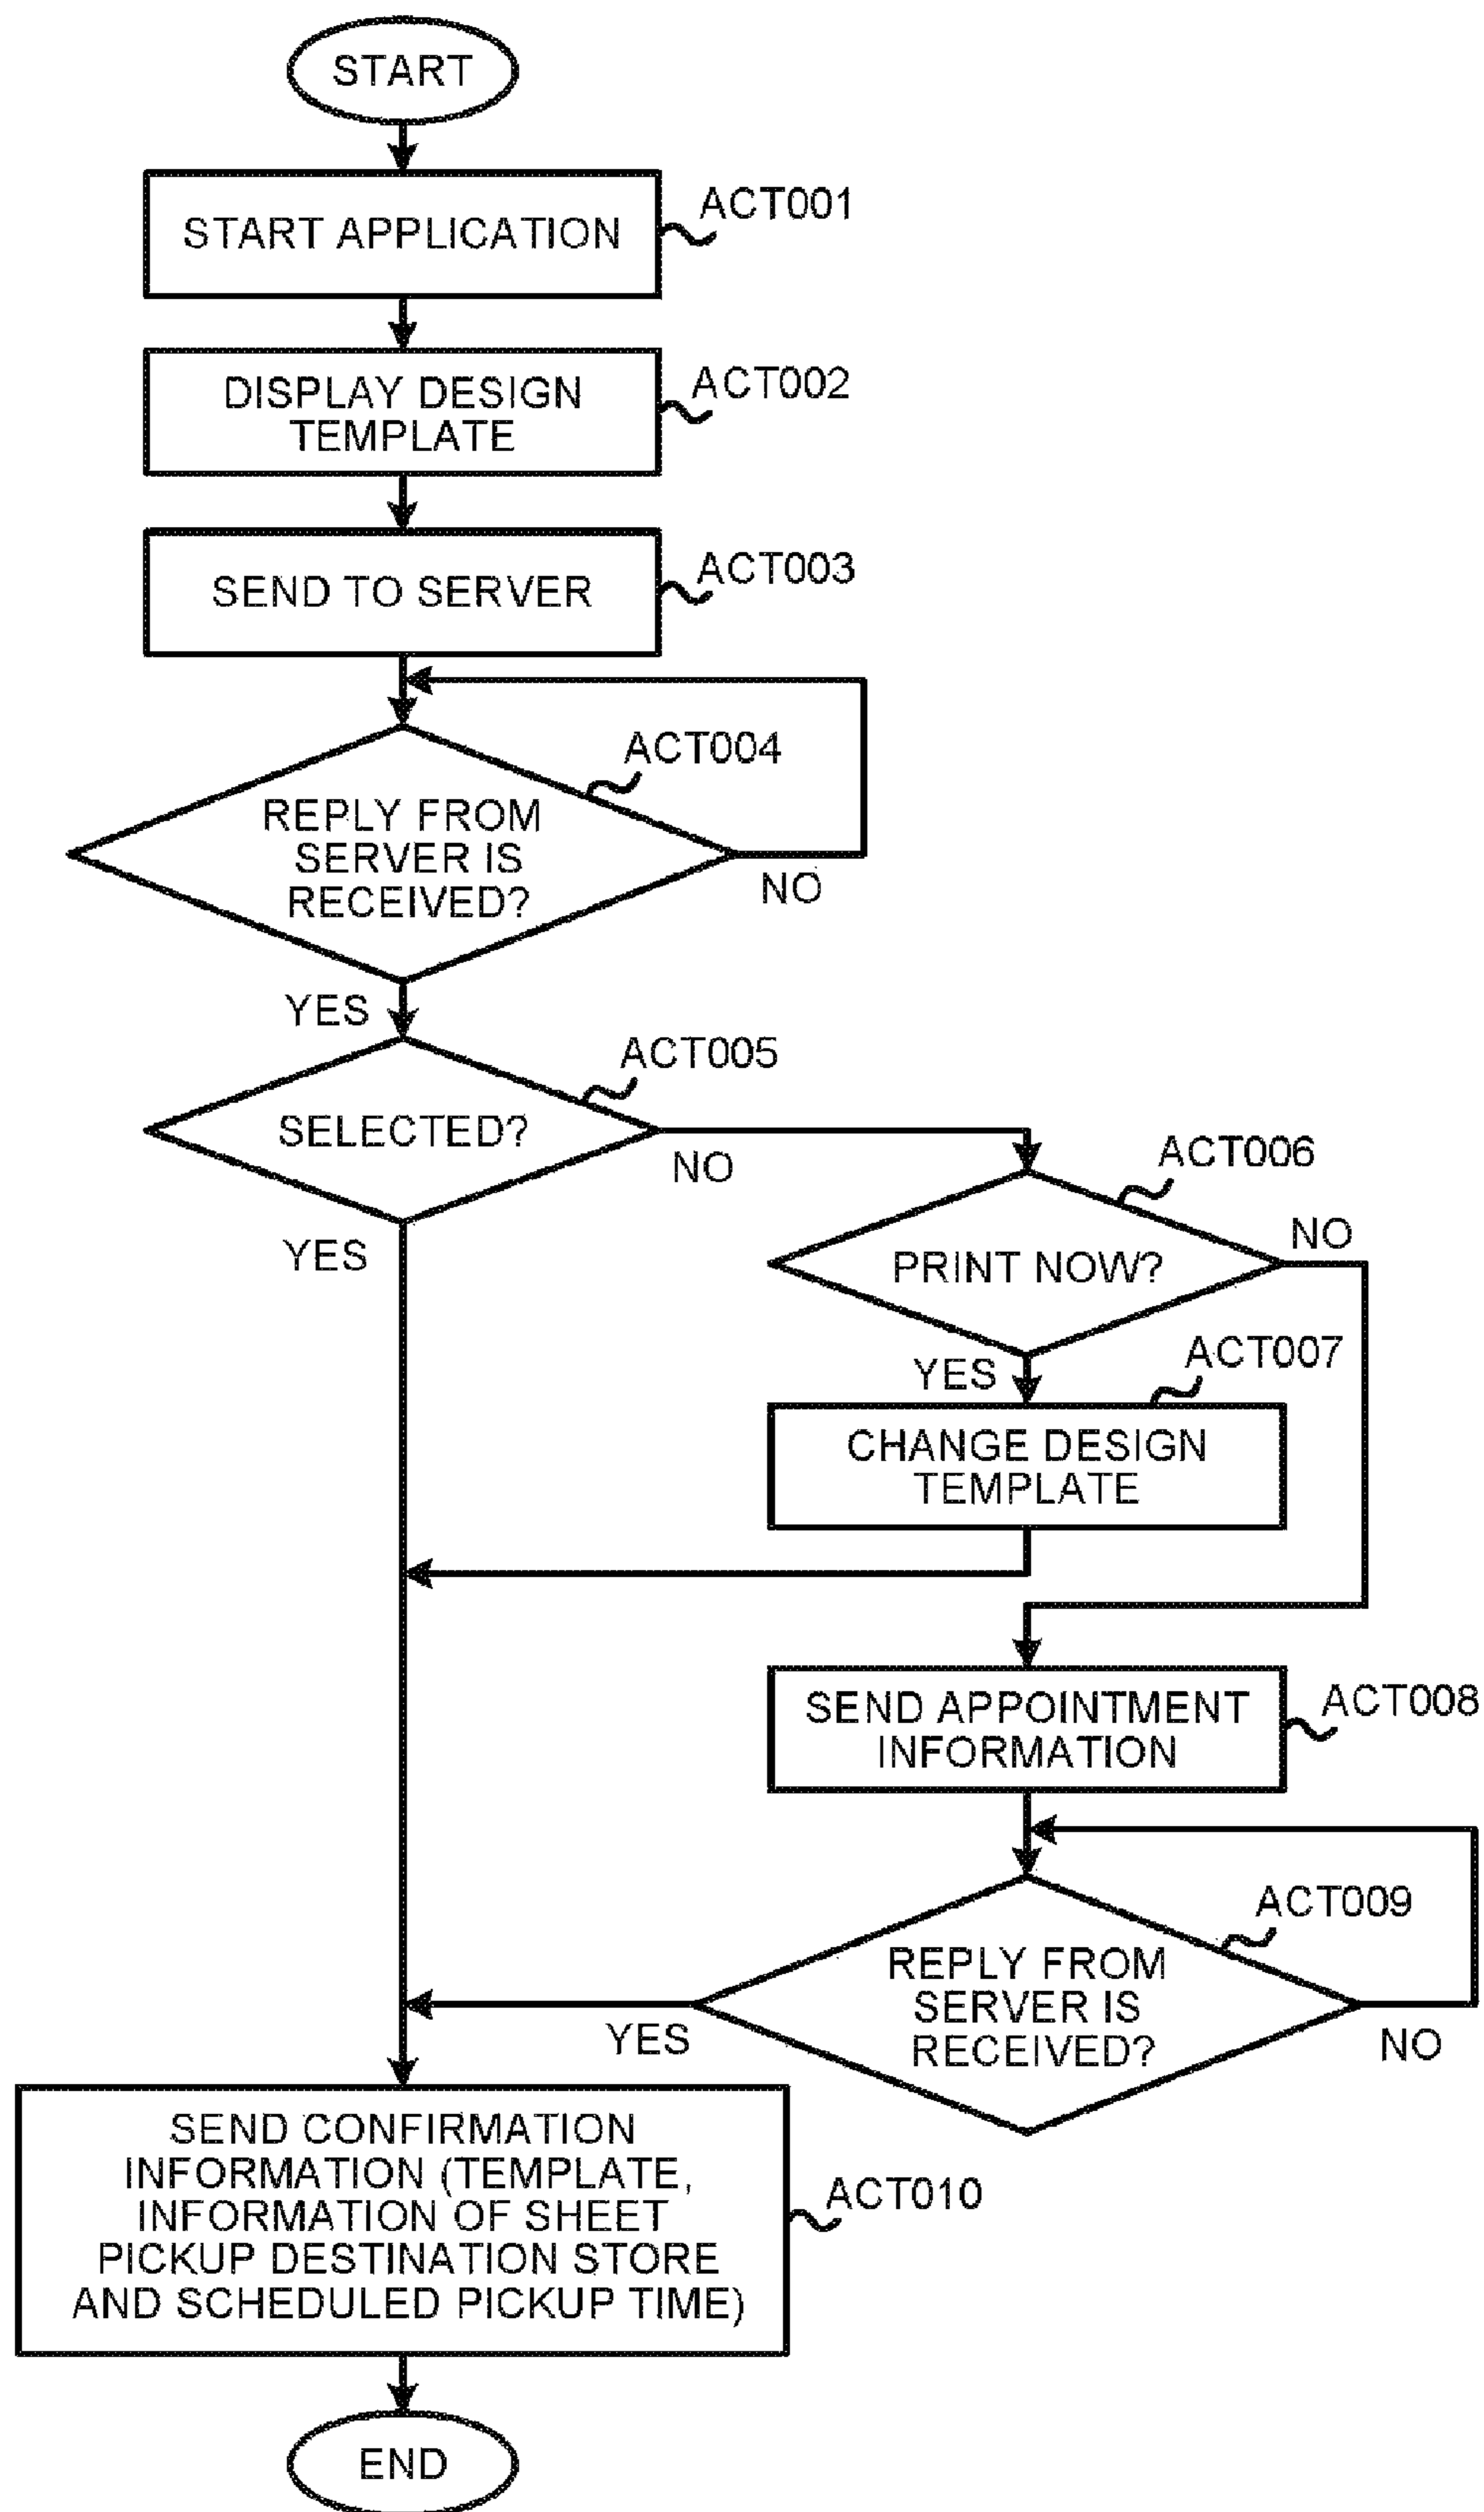 START
START APPLICATION
ACT001
DISPLAY DESIGN
TEMPLATE
ACT002
SEND TO SERVER
ACT003
ACT004
REPLY FROM
SERVER IS
RECEIVED?
NO
YES
ACT005
SELECTED?
NO
YES
ACT006
PRINT NOW?
NO
YES
ACT007
CHANGE DESIGN
TEMPLATE
SEND APPOINTMENT
INFORMATION
ACT008
ACT009
REPLY FROM
SERVER IS
RECEIVED?
YES
NO
SEND CONFIRMATION
INFORMATION (TEMPLATE,
INFORMATION OF SHEET
PICKUP DESTINATION STORE
AND SCHEDULED PICKUP TIME)
ACT010
END